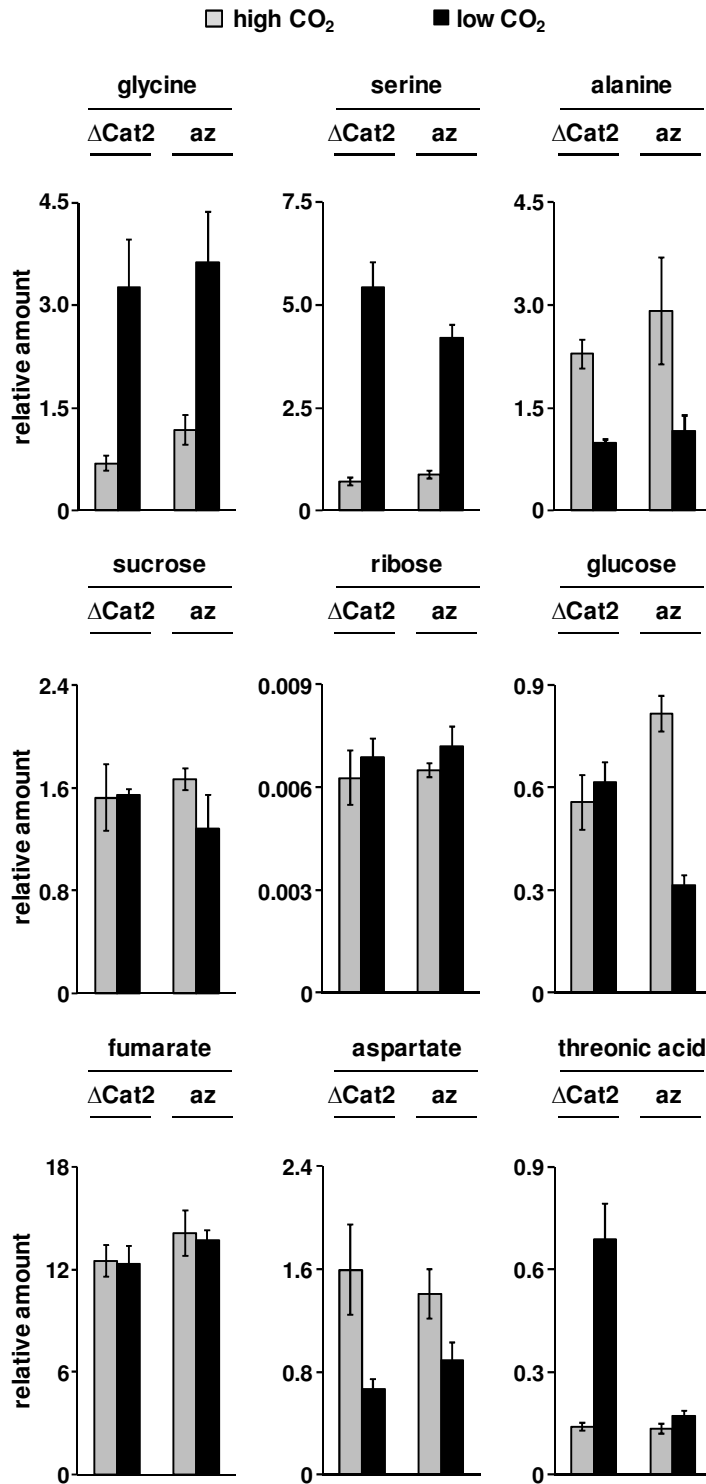 high CO₂ low CO₂
glycine serine alanine
ΔCat2 az ΔCat2 az ΔCat2 az
relative amount
4.5 7.5 4.5
3.0 5.0 3.0
1.5 2.5 1.5
0 0 0
sucrose ribose glucose
ΔCat2 az ΔCat2 az ΔCat2 az
relative amount
2.4 0.009 0.9
1.6 0.006 0.6
0.8 0.003 0.3
0 0 0
fumarate aspartate threonic acid
ΔCat2 az ΔCat2 az ΔCat2 az
relative amount
18 2.4 0.9
12 1.6 0.6
6 0.8 0.3
0 0 0